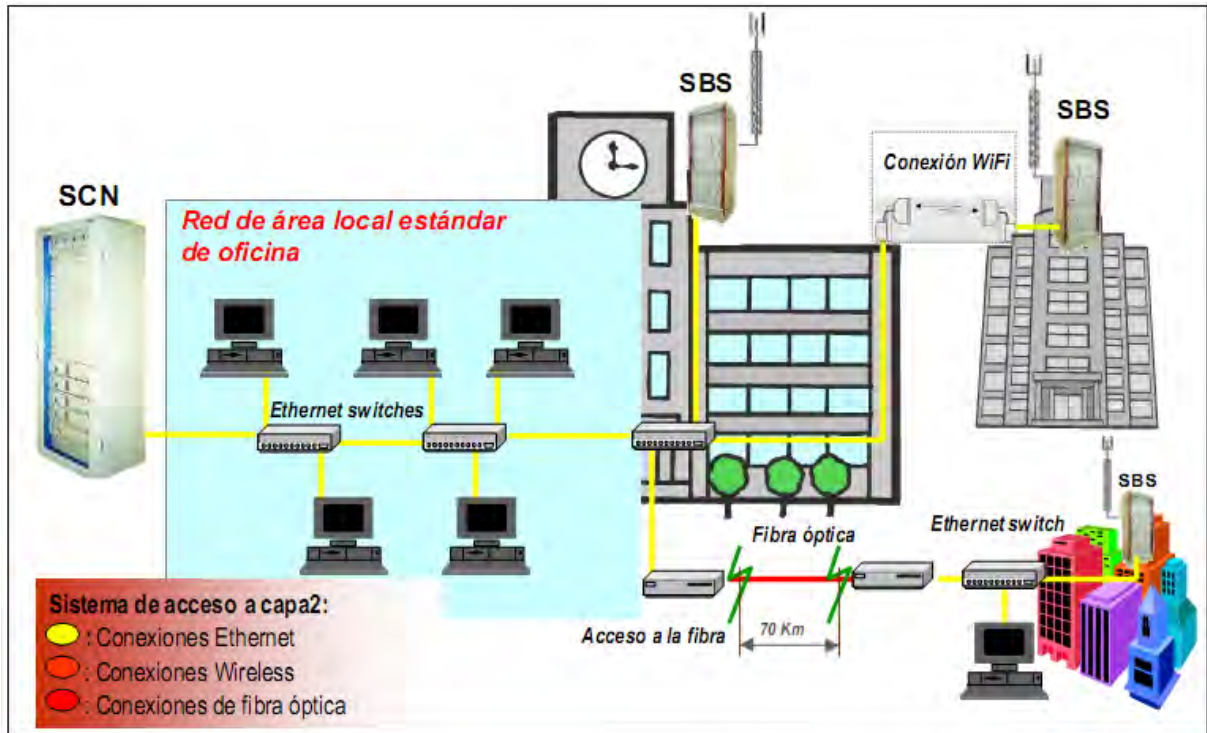 SBS
SBS
Conexión WiFi
SCN
Red de área local estándar
de oficina
Ethernet switches
SBS
Fibra óptica
Ethernet switch
Acceso a la fibra
70 Km
Sistema de acceso a capa2:
: Conexiones Ethernet
: Conexiones Wireless
: Conexiones de fibra óptica